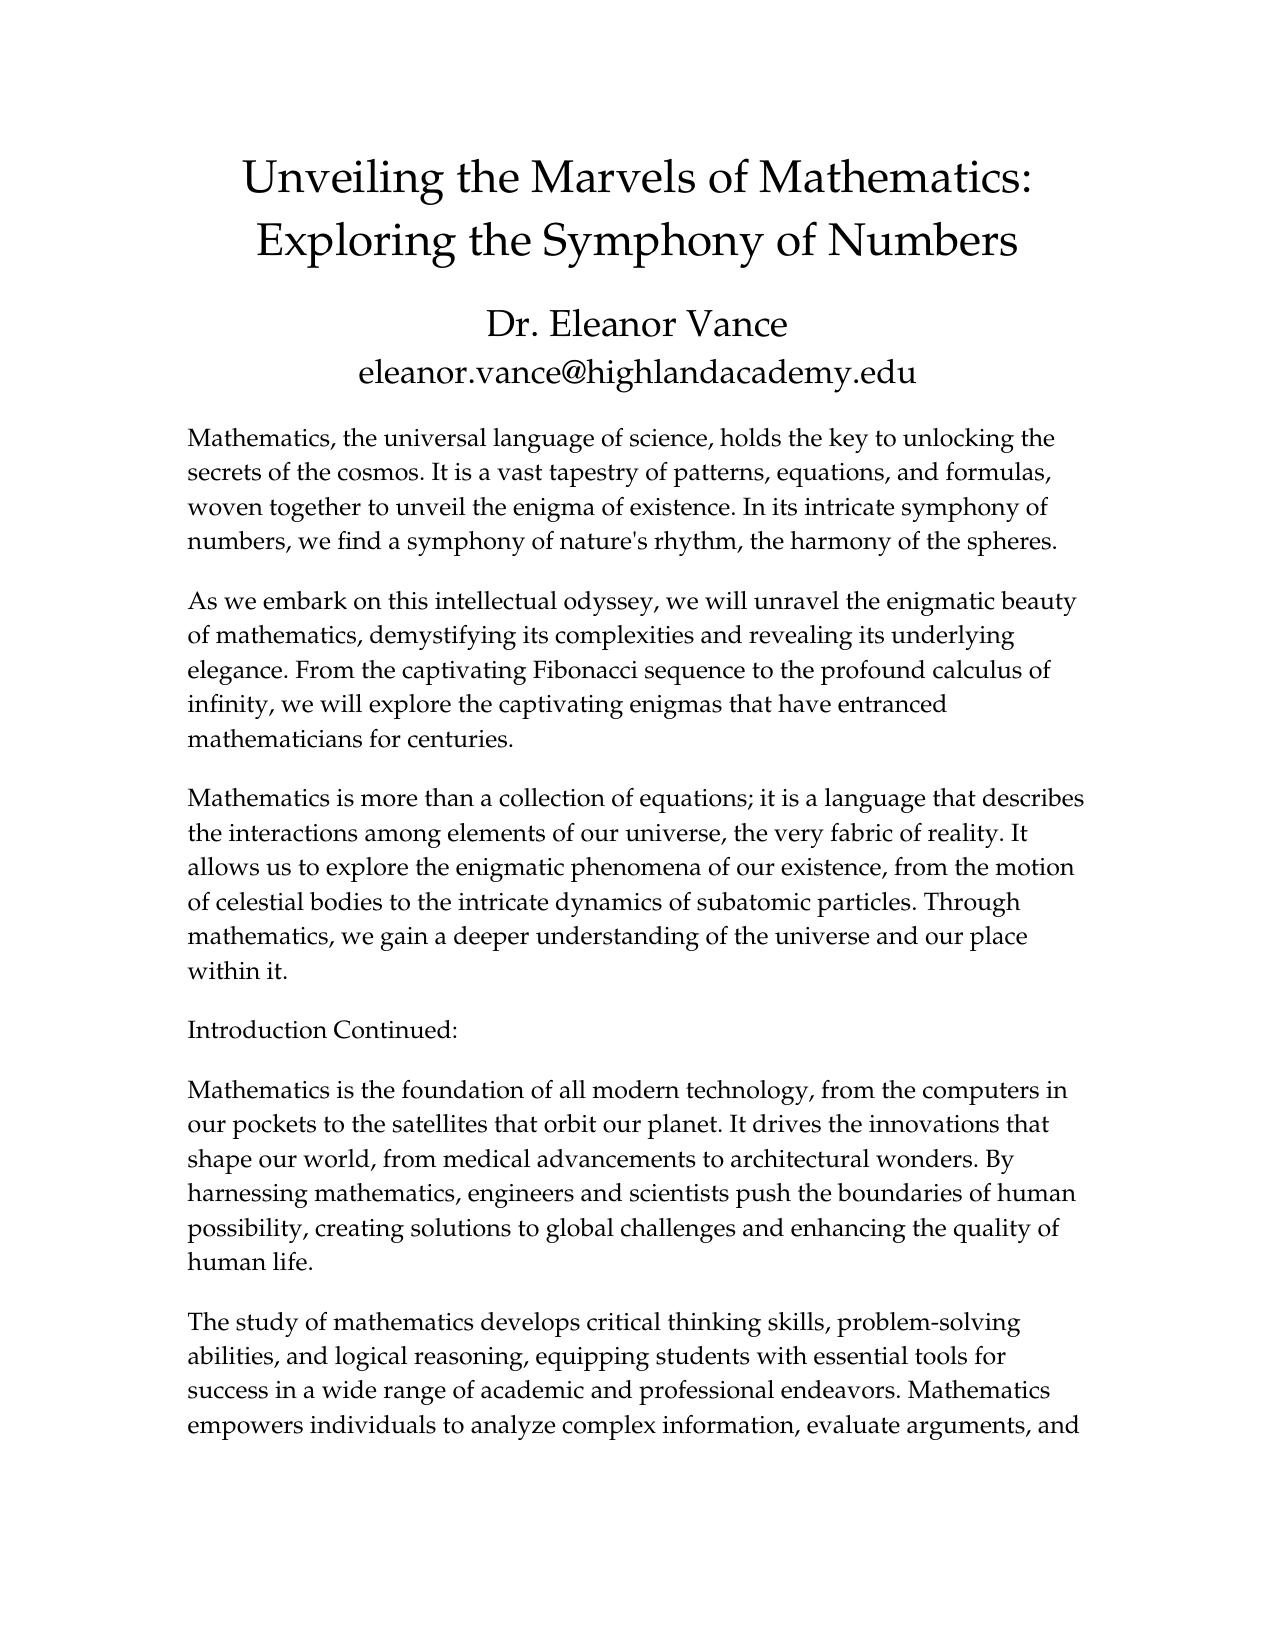 Unveiling the Marvels of Mathematics:
Exploring the Symphony of Numbers
Dr. Eleanor Vance
eleanor.vance@highlandacademy.edu
Mathematics, the universal language of science, holds the key to unlocking the
secrets of the cosmos. It is a vast tapestry of patterns, equations, and formulas,
woven together to unveil the enigma of existence. In its intricate symphony of
numbers, we find a symphony of nature's rhythm, the harmony of the spheres.
As we embark on this intellectual odyssey, we will unravel the enigmatic beauty
of mathematics, demystifying its complexities and revealing its underlying
elegance. From the captivating Fibonacci sequence to the profound calculus of
infinity, we will explore the captivating enigmas that have entranced
mathematicians for centuries.
Mathematics is more than a collection of equations; it is a language that describes
the interactions among elements of our universe, the very fabric of reality. It
allows us to explore the enigmatic phenomena of our existence, from the motion
of celestial bodies to the intricate dynamics of subatomic particles. Through
mathematics, we gain a deeper understanding of the universe and our place
within it.
Introduction Continued:
Mathematics is the foundation of all modern technology, from the computers in
our pockets to the satellites that orbit our planet. It drives the innovations that
shape our world, from medical advancements to architectural wonders. By
harnessing mathematics, engineers and scientists push the boundaries of human
possibility, creating solutions to global challenges and enhancing the quality of
human life.
The study of mathematics develops critical thinking skills, problem-solving
abilities, and logical reasoning, equipping students with essential tools for
success in a wide range of academic and professional endeavors. Mathematics
empowers individuals to analyze complex information, evaluate arguments, and